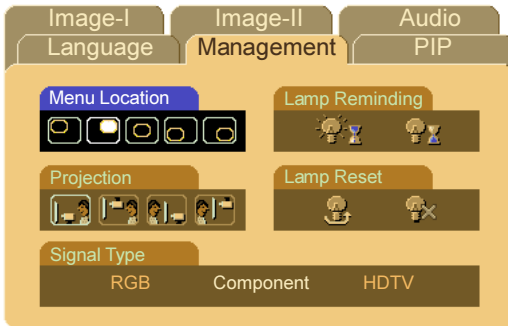 Image-I Image-II Audio
Language Management PIP
Menu Location Lamp Reminding
Projection Lamp Reset
Signal Type
RGB Component HDTV